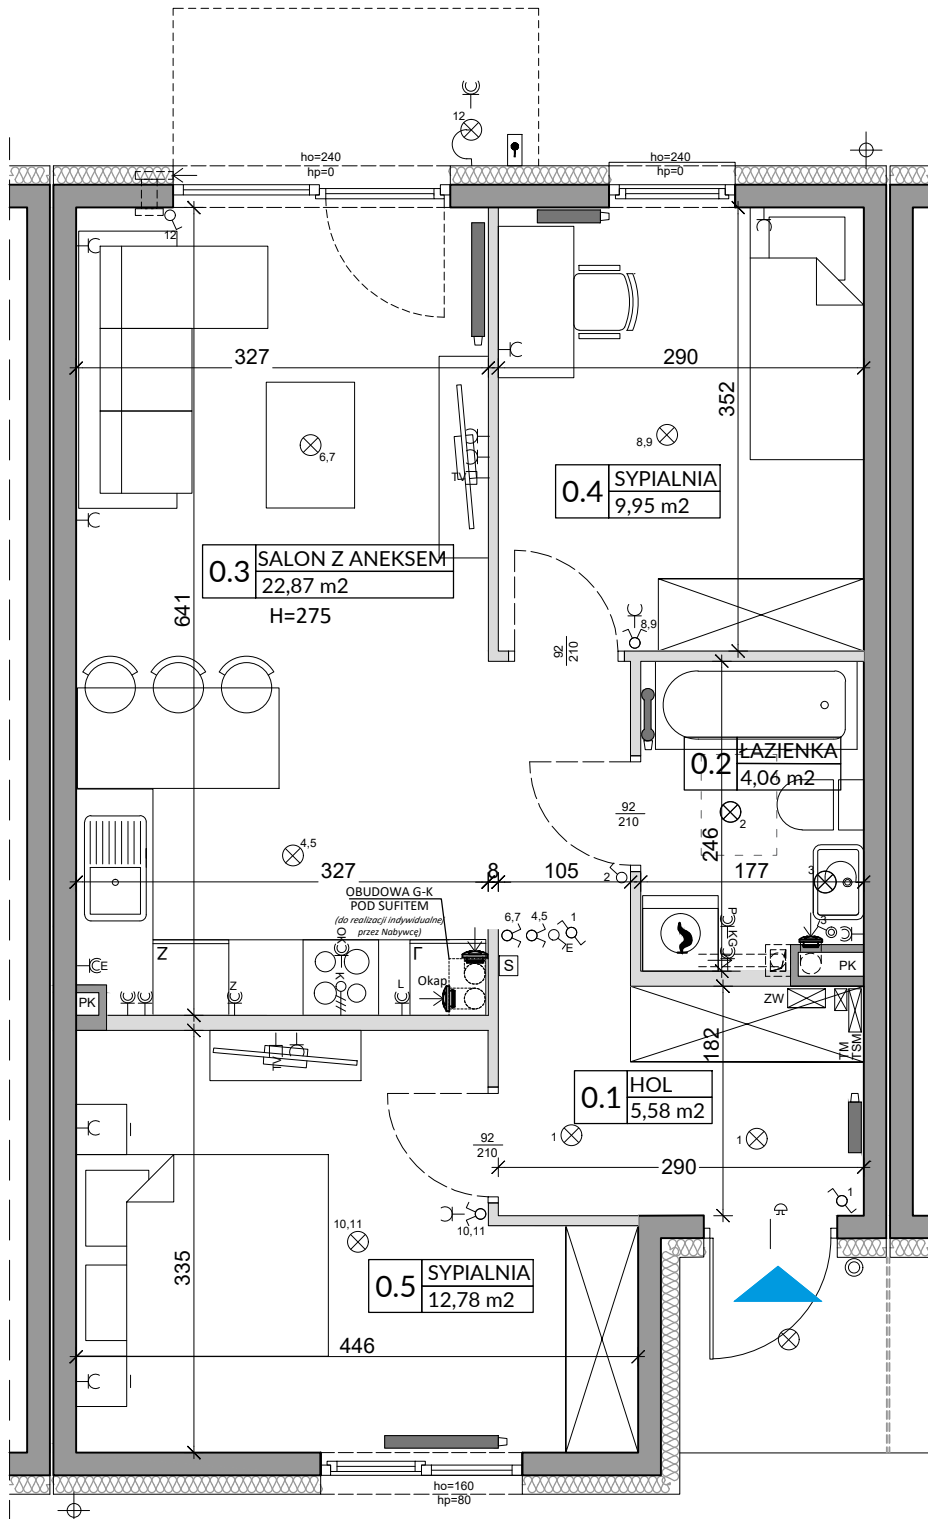 12
ho=240
hp=0
ho=240
hp=0
12
327
290
352
6,7
8,9
TV
0.4
SYPIALNIA
9,95 m2
0.3
SALON Z ANEKSEM
22,87 m2
H=275
641
8,9
92
210
0.2
ŁAZIENKA
4,06 m2
92
210
2
246
4,5
327
8
105
2
177
3
OBUDOWA G-K
POD SUFITEM
(do realizacji indywidualnej
przez Nabywcę)
6,7
4,5
1
E
3
P
KG
S
PK
E
Z
OK
K
Okap
L
Z
PK
ZW
TM
TSM
182
0.1
HOL
5,58 m2
1
1
92
210
290
1
10,11
10,11
335
0.5
SYPIALNIA
12,78 m2
446
ho=160
hp=80